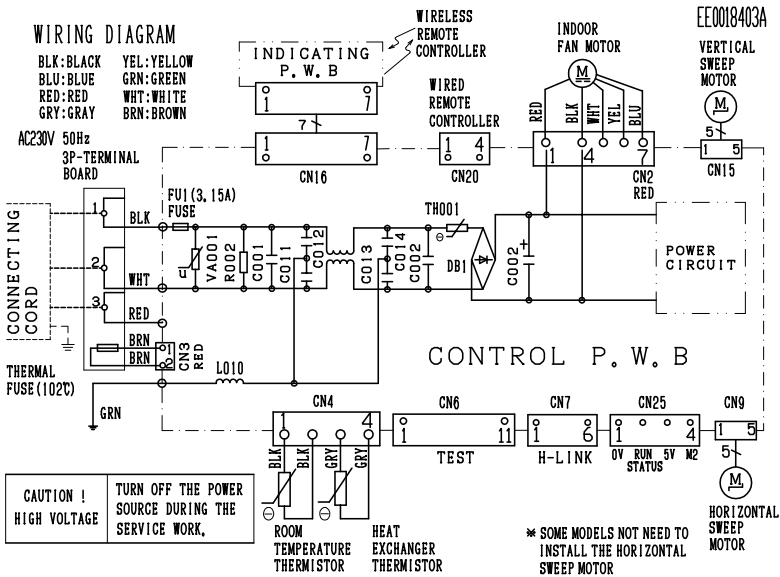 EE0018403A
WIRING DIAGRAM
BLK:BLACK YEL:YELLOW
BLU:BLUE GRN:GREEN
RED:RED WHT:WHITE
GRY:GRAY BRN:BROWN
WIRELESS
REMOTE
CONTROLLER
INDICATING
P. W. B
1 7
7
1 7
CN16
WIRED
REMOTE
CONTROLLER
1 4
CN20
INDOOR
FAN MOTOR
M
RED
BLK
WHT
YEL
BLU
1 4 7
CN2
RED
VERTICAL
SWEEP
MOTOR
M
5
1 5
CN15
AC230V 50Hz
3P-TERMINAL
BOARD
CONNECTING
CORD
1
2
3
BLK
WHT
RED
BRN
BRN
1
2
CN3
RED
THERMAL
FUSE(102℃)
GRN
FU1(3.15A)
FUSE
u
VA001
R002
C001
C011
C012
C013
C014
C002
TH001
DB1
+
C002
POWER
CIRCUIT
L010
CONTROL P. W. B
CN4
1 4
BLK
BLK
GRY
GRY
ROOM
TEMPERATURE
THERMISTOR
HEAT
EXCHANGER
THERMISTOR
CN6
1 11
TEST
CN7
1 6
H-LINK
CN25
1 4
0V RUN 5V M2
STATUS
CN9
1 5
5
M
HORIZONTAL
SWEEP
MOTOR
CAUTION !
HIGH VOLTAGE
TURN OFF THE POWER
SOURCE DURING THE
SERVICE WORK.
※ SOME MODELS NOT NEED TO
INSTALL THE HORIZONTAL
SWEEP MOTOR